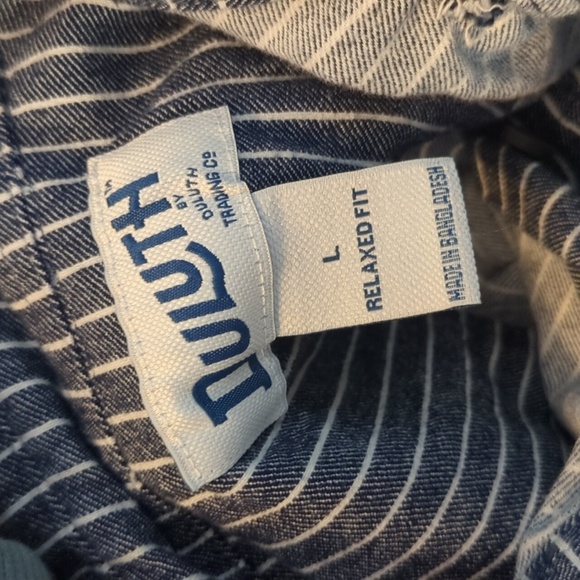 DULUTH™
BY
DULUTH
TRADING Cº
L
RELAXED FIT
MADE IN BANGLADESH